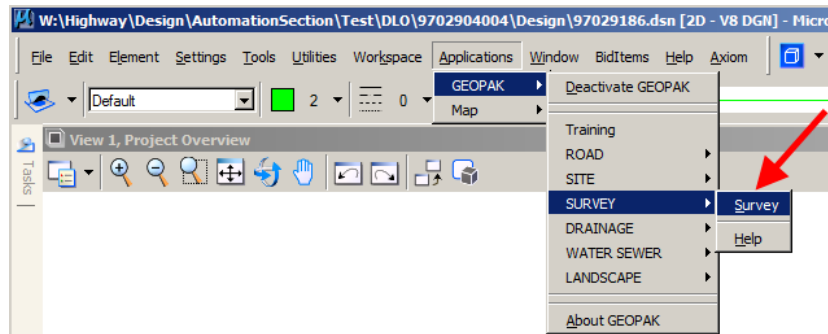 W:\Highway\Design\AutomationSection\Test\DLO\9702904004\Design\97029186.dsn [2D - V8 DGN] - Micro
File Edit Element Settings Tools Utilities Workspace Applications Window BidItems Help Axiom
Default 2 0
GEOPAK
Map
Deactivate GEOPAK
Training
ROAD
SITE
SURVEY
DRAINAGE
WATER SEWER
LANDSCAPE
About GEOPAK
Survey
Help
View 1, Project Overview
Tasks